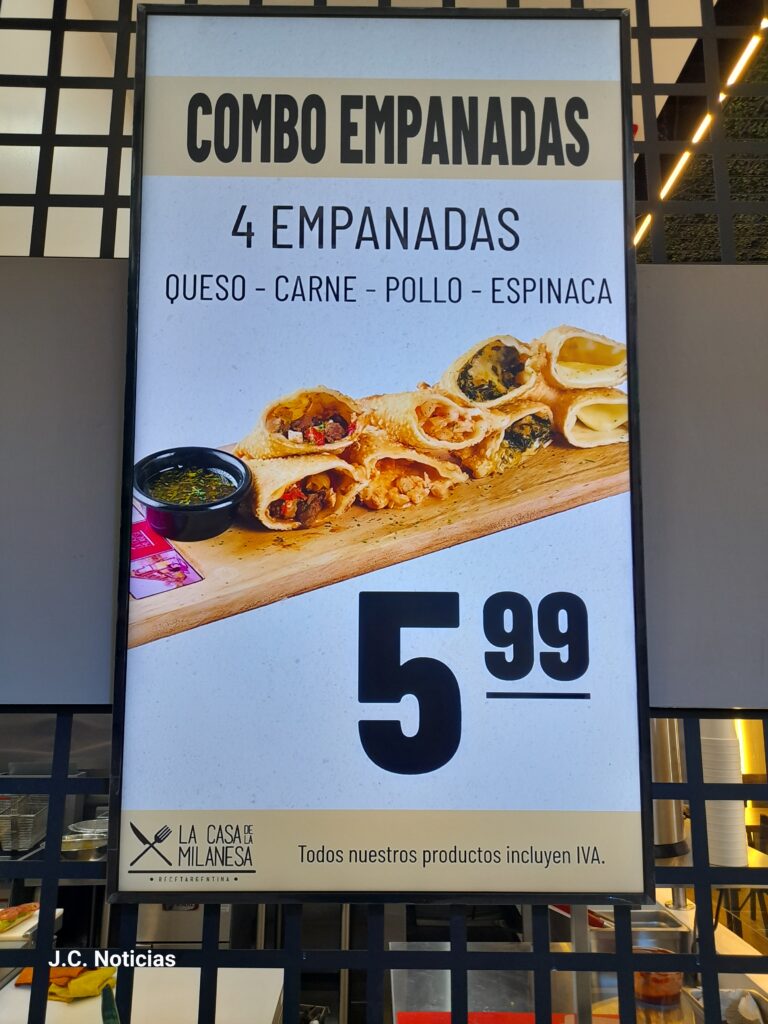 COMBO EMPANADAS
4 EMPANADAS
QUESO - CARNE - POLLO - ESPINACA
5 99
LA CASA DE LA
MILANESA
• RECETARGENTINA •
Todos nuestros productos incluyen IVA.
J.C. Noticias